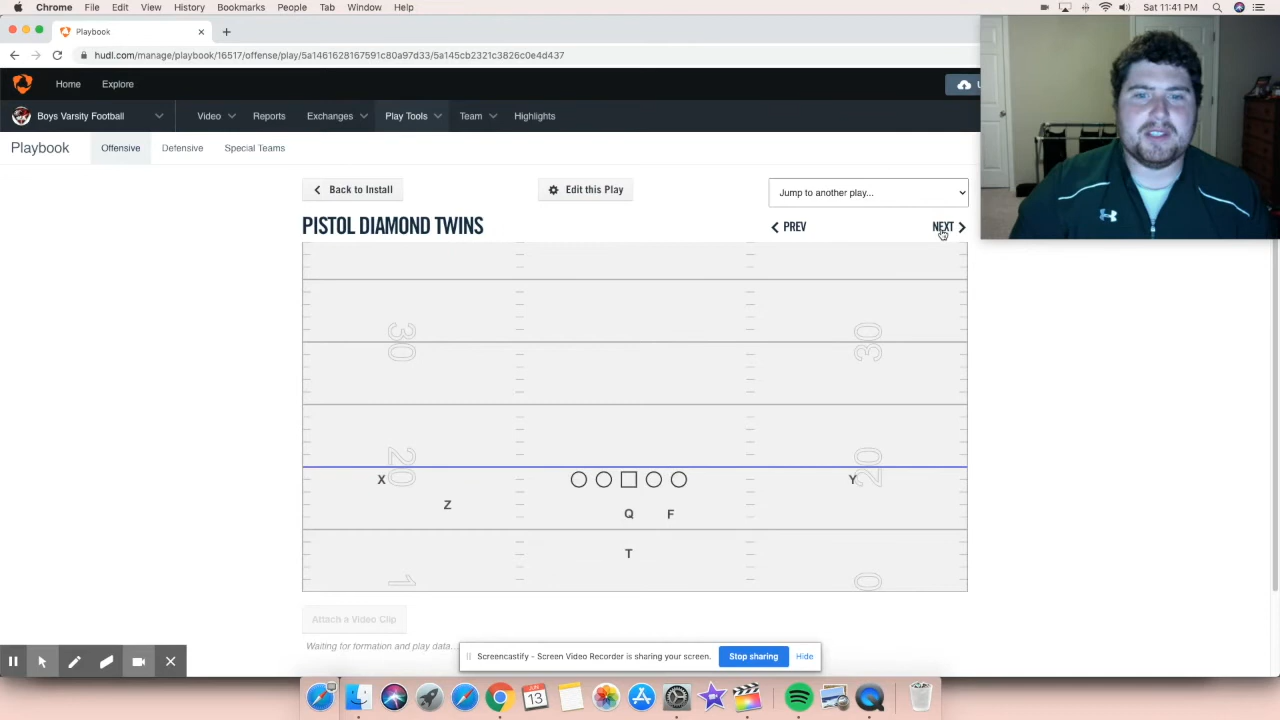 Chrome File Edit View History Bookmarks People Tab Window Help Sat 11:41 PM
Playbook
hudl.com/manage/playbook/16517/offense/play/5a1461628167591c80a97d33/5a145cb2321c3826c0e4d437
Home Explore
Boys Varsity Football Video Reports Exchanges Play Tools Team Highlights
Playbook Offensive Defensive Special Teams
Back to Install Edit this Play Jump to another play...
PISTOL DIAMOND TWINS PREV NEXT
30 30
20 20
X Y
Z
Q F
T
1 0
Attach a Video Clip
Waiting for formation and play data...
Screencastify - Screen Video Recorder is sharing your screen. Stop sharing Hide
13